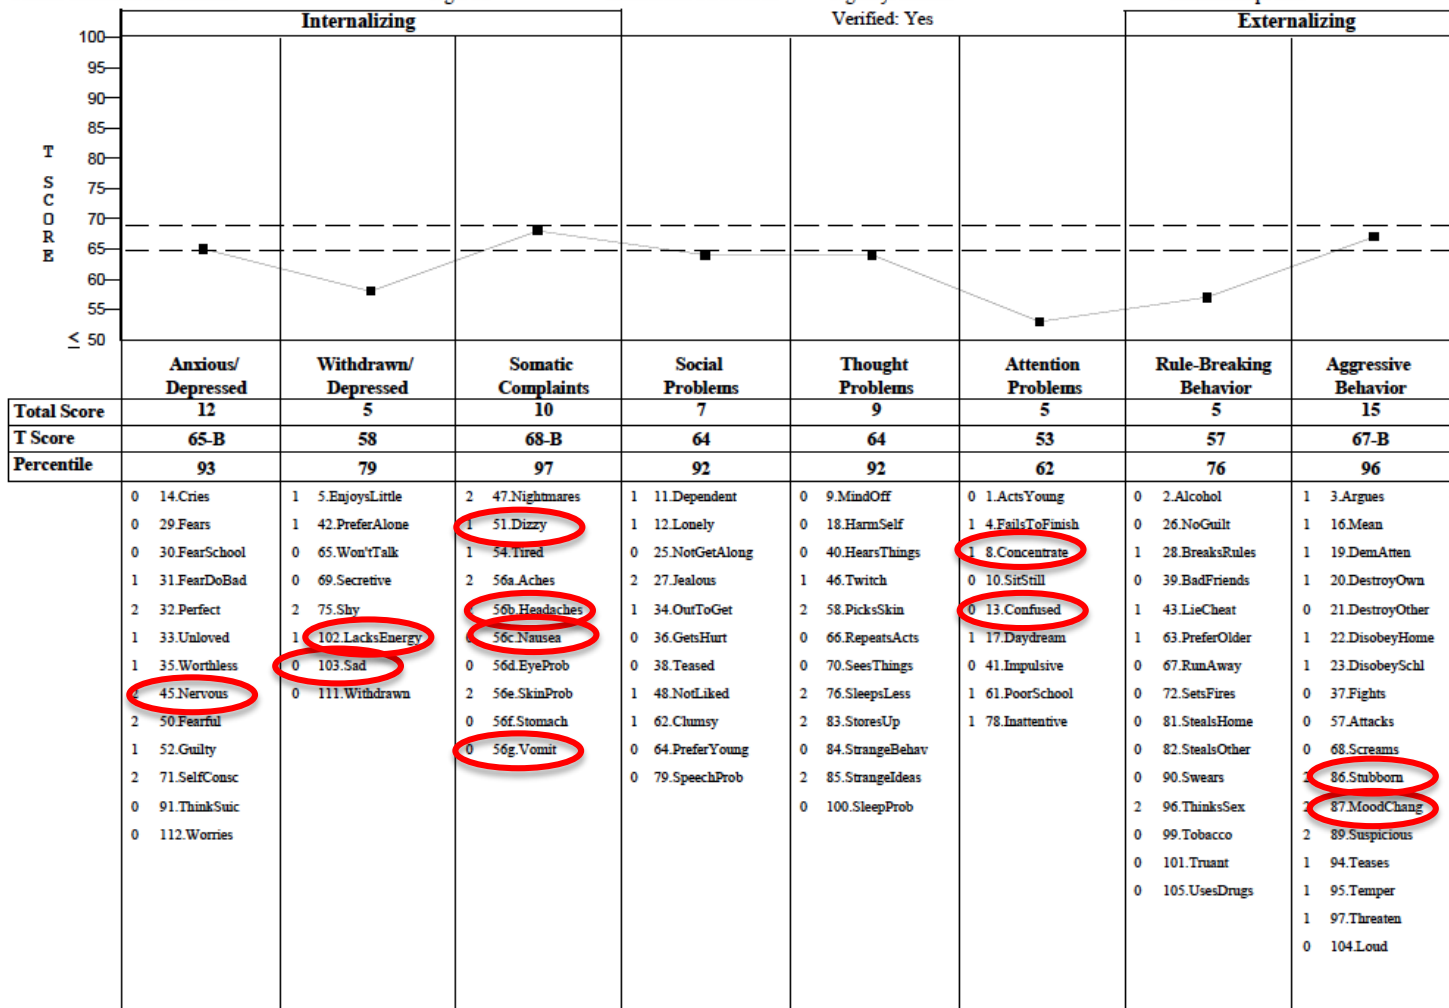 Verified: Yes
Internalizing
Externalizing
100
95
90
85
80
75
70
65
60
55
≤ 50
T SCORE
Anxious/ Depressed
Withdrawn/ Depressed
Somatic Complaints
Social Problems
Thought Problems
Attention Problems
Rule-Breaking Behavior
Aggressive Behavior
Total Score 12 5 10 7 9 5 5 15
T Score 65-B 58 68-B 64 64 53 57 67-B
Percentile 93 79 97 92 92 62 76 96
0 14.Cries
0 29.Fears
0 30.FearSchool
1 31.FearDoBad
2 32.Perfect
1 33.Unloved
1 35.Worthless
2 45.Nervous
2 50.Fearful
1 52.Guilty
2 71.SelfConsc
0 91.ThinkSuic
0 112.Worries
1 5.EnjoysLittle
1 42.PreferAlone
0 65.Won'tTalk
0 69.Secretive
2 75.Shy
1 102.LacksEnergy
0 103.Sad
0 111.Withdrawn
2 47.Nightmares
1 51.Dizzy
1 54.Tired
2 56a.Aches
56b.Headaches
56c.Nausea
0 56d.EyeProb
2 56e.SkinProb
0 56f.Stomach
0 56g.Vomit
1 11.Dependent
1 12.Lonely
0 25.NotGetAlong
2 27.Jealous
1 34.OutToGet
0 36.GetsHurt
0 38.Teased
1 48.NotLiked
1 62.Clumsy
0 64.PreferYoung
0 79.SpeechProb
0 9.MindOff
0 18.HarmSelf
0 40.HearsThings
1 46.Twitch
2 58.PicksSkin
0 66.RepeatsActs
0 70.SeesThings
2 76.SleepsLess
2 83.StoresUp
0 84.StrangeBehav
2 85.StrangeIdeas
0 100.SleepProb
0 1.ActsYoung
1 4.FailsToFinish
1 8.Concentrate
0 10.SitStill
0 13.Confused
1 17.Daydream
0 41.Impulsive
1 61.PoorSchool
1 78.Inattentive
0 2.Alcohol
0 26.NoGuilt
1 28.BreaksRules
0 39.BadFriends
1 43.LieCheat
1 63.PreferOlder
0 67.RunAway
0 72.SetsFires
0 81.StealsHome
0 82.StealsOther
0 90.Swears
2 96.ThinksSex
0 99.Tobacco
0 101.Truant
0 105.UsesDrugs
1 3.Argues
1 16.Mean
1 19.DemAtten
1 20.DestroyOwn
0 21.DestroyOther
1 22.DisobeyHome
1 23.DisobeySchl
0 37.Fights
0 57.Attacks
0 68.Screams
2 86.Stubborn
2 87.MoodChang
2 89.Suspicious
1 94.Teases
1 95.Temper
1 97.Threaten
0 104.Loud